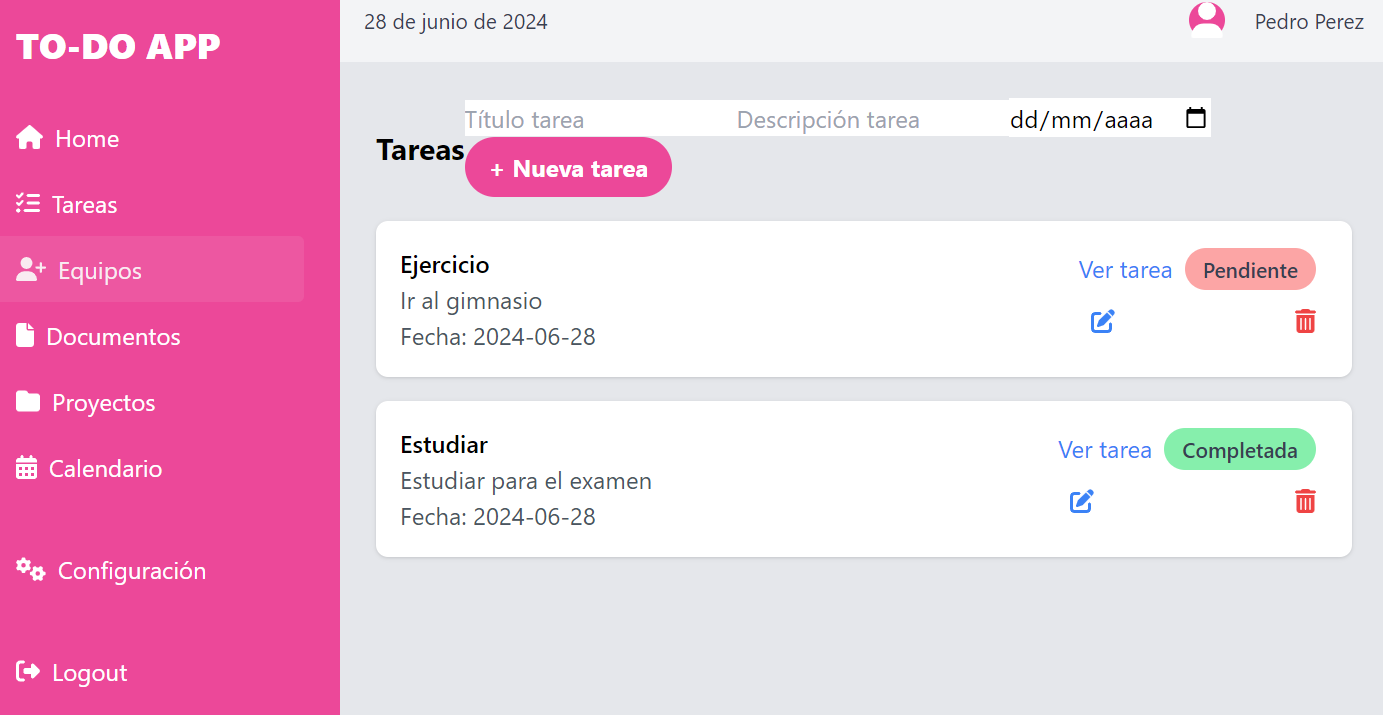 TO-DO APP
Home
Tareas
Equipos
Documentos
Proyectos
Calendario
Configuración
Logout
28 de junio de 2024
Pedro Perez
Tareas
Título tarea
Descripción tarea
dd/mm/aaaa
+ Nueva tarea
Ejercicio
Ir al gimnasio
Fecha: 2024-06-28
Ver tarea
Pendiente
Estudiar
Estudiar para el examen
Fecha: 2024-06-28
Ver tarea
Completada